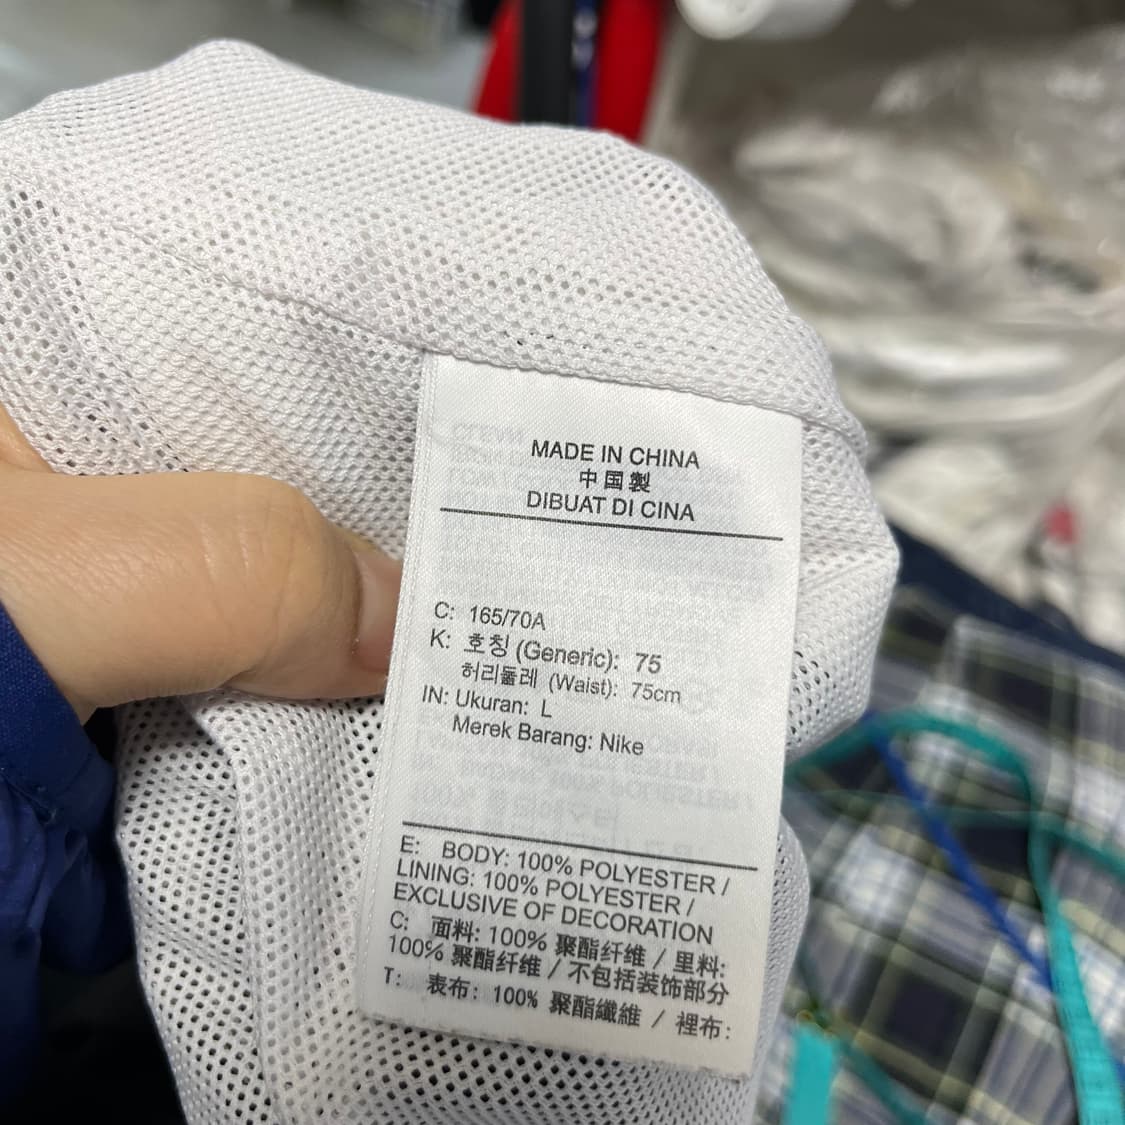 MADE IN CHINA
中国製
DIBUAT DI CINA
C: 165/70A
K: 호칭 (Generic): 75
허리둘레 (Waist): 75cm
IN: Ukuran: L
Merek Barang: Nike
E: BODY: 100% POLYESTER /
LINING: 100% POLYESTER /
EXCLUSIVE OF DECORATION
C: 面料: 100% 聚酯纤维 / 里料:
100% 聚酯纤维 / 不包括装饰部分
T: 表布: 100% 聚酯纖維 / 裡布: